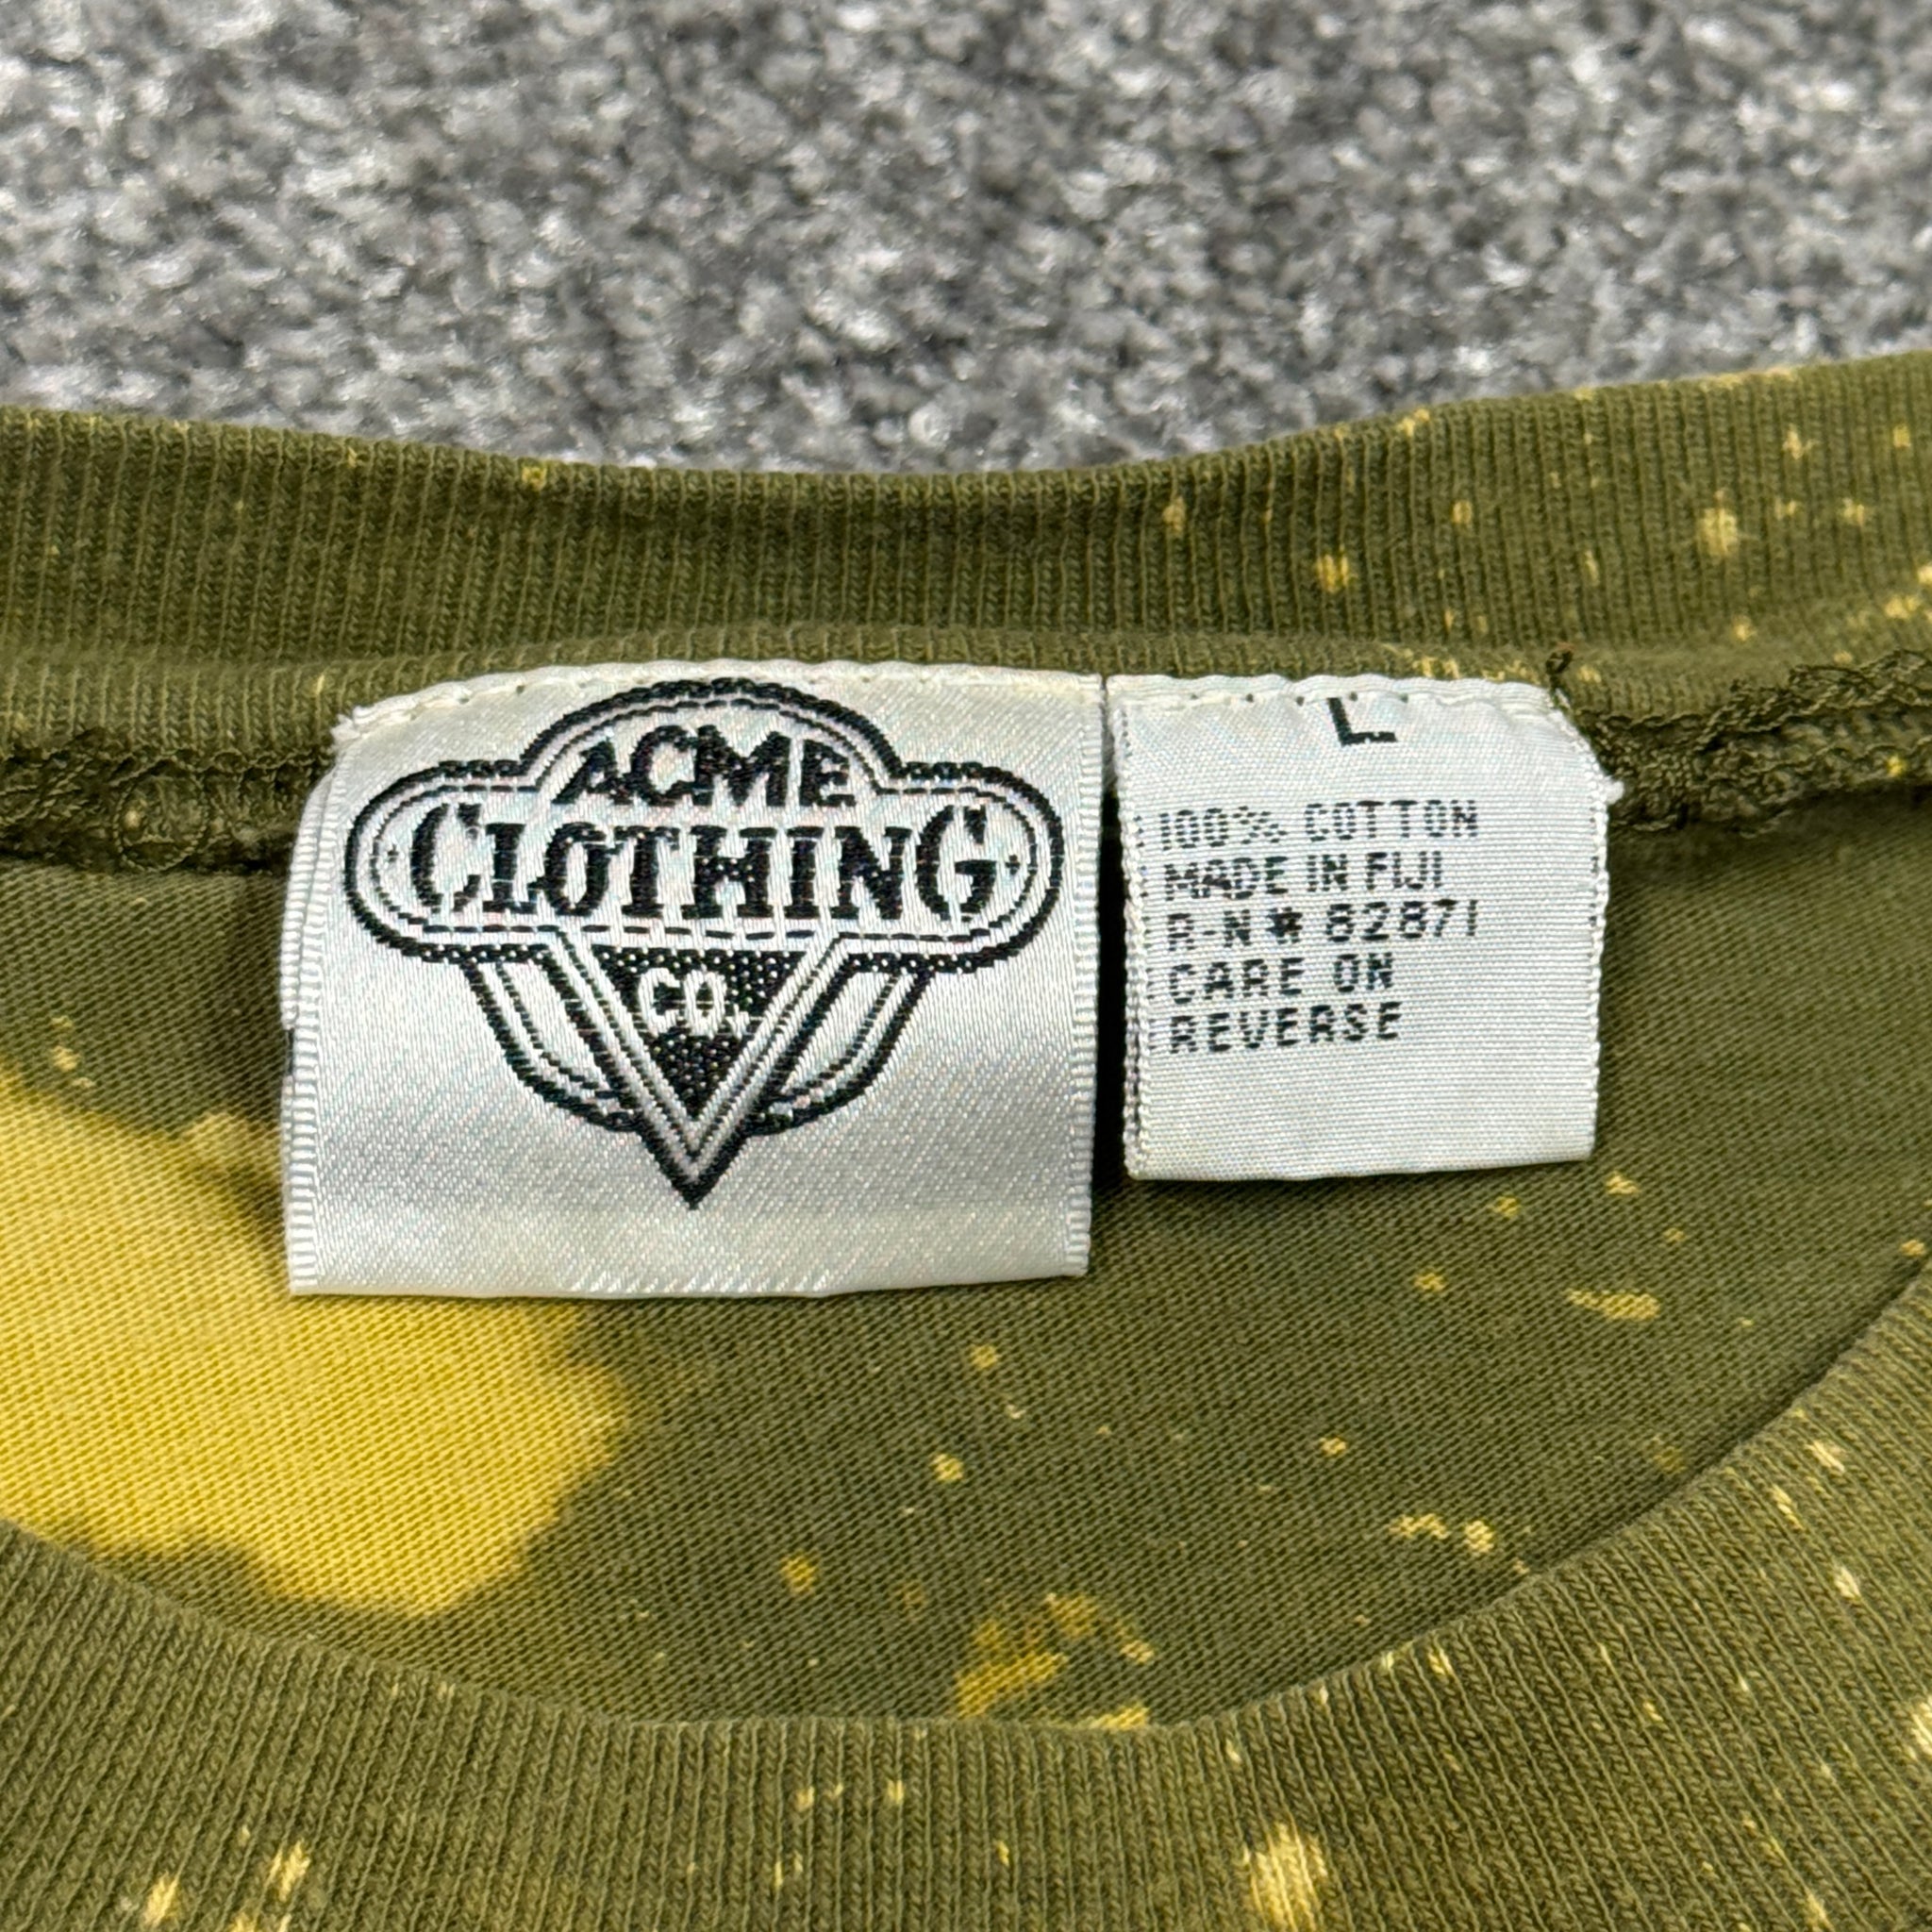 ACME
CLOTHING
CO.
L
100% COTTON
MADE IN FIJI
R-N# 82871
CARE ON
REVERSE